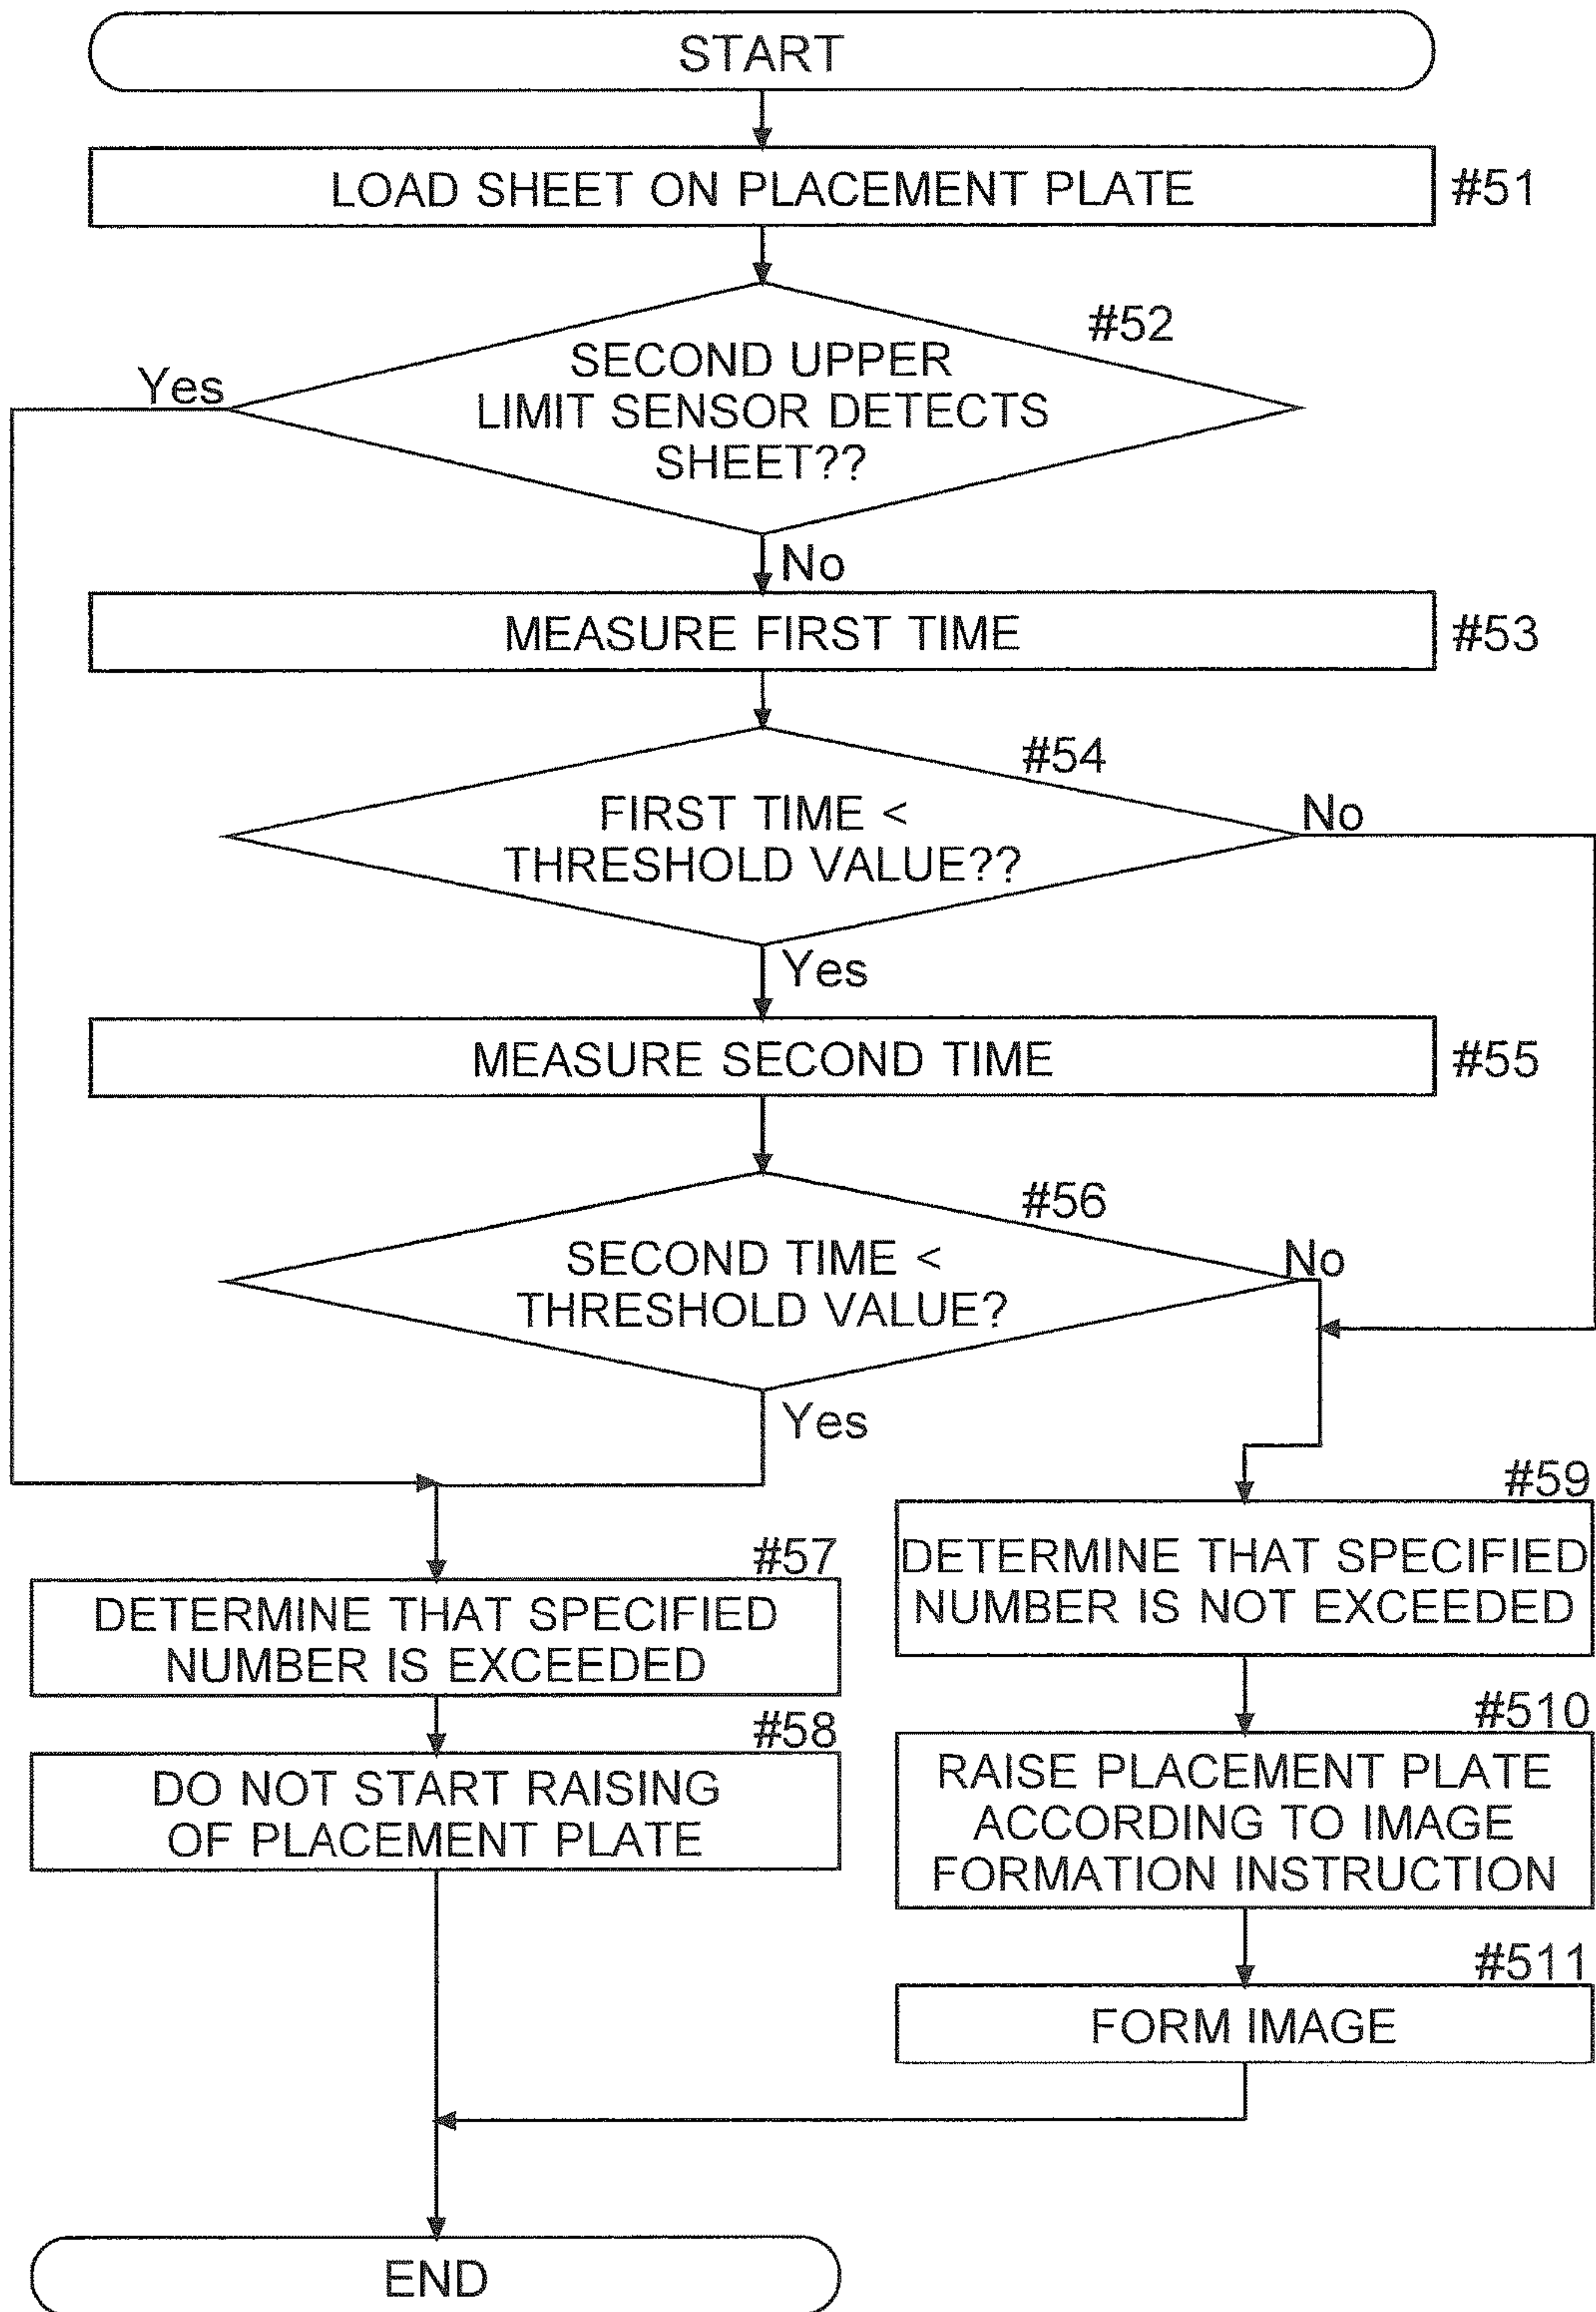 START
LOAD SHEET ON PLACEMENT PLATE
#51
#52
SECOND UPPER
LIMIT SENSOR DETECTS
SHEET??
Yes
No
MEASURE FIRST TIME
#53
#54
FIRST TIME <
THRESHOLD VALUE??
No
Yes
MEASURE SECOND TIME
#55
#56
SECOND TIME <
THRESHOLD VALUE?
No
Yes
#57
DETERMINE THAT SPECIFIED
NUMBER IS EXCEEDED
#58
DO NOT START RAISING
OF PLACEMENT PLATE
#59
DETERMINE THAT SPECIFIED
NUMBER IS NOT EXCEEDED
#510
RAISE PLACEMENT PLATE
ACCORDING TO IMAGE
FORMATION INSTRUCTION
#511
FORM IMAGE
END